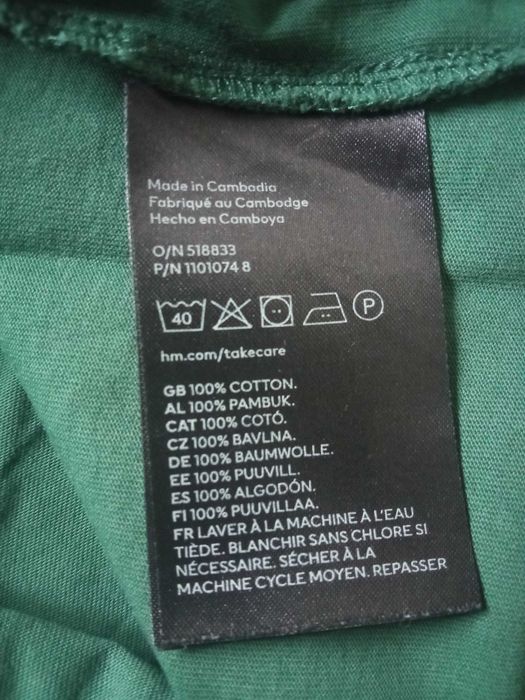 Made in Cambodia
Fabriqué au Cambodge
Hecho en Camboya
O/N 518833
P/N 1101074 8
40 P
hm.com/takecare
GB 100% COTTON.
AL 100% PAMBUK.
CAT 100% COTÓ.
CZ 100% BAVLNA.
DE 100% BAUMWOLLE.
EE 100% PUUVILL.
ES 100% ALGODÓN.
FI 100% PUUVILLAA.
FR LAVER À LA MACHINE À L'EAU
TIÈDE. BLANCHIR SANS CHLORE SI
NÉCESSAIRE. SÉCHER À LA
MACHINE CYCLE MOYEN. REPASSER